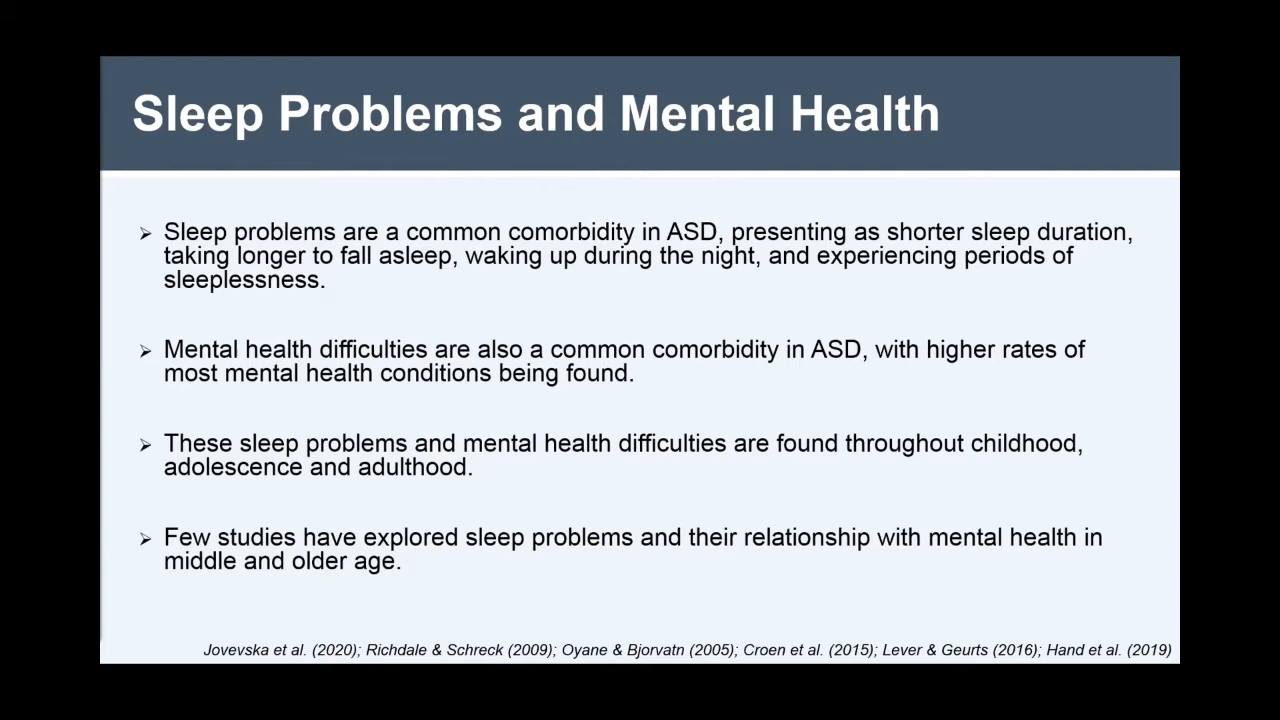 Sleep Problems and Mental Health
Sleep problems are a common comorbidity in ASD, presenting as shorter sleep duration,
taking longer to fall asleep, waking up during the night, and experiencing periods of
sleeplessness.
Mental health difficulties are also a common comorbidity in ASD, with higher rates of
most mental health conditions being found.
These sleep problems and mental health difficulties are found throughout childhood,
adolescence and adulthood.
Few studies have explored sleep problems and their relationship with mental health in
middle and older age.
Jovevska et al. (2020); Richdale & Schreck (2009); Oyane & Bjorvatn (2005); Croen et al. (2015); Lever & Geurts (2016); Hand et al. (2019)